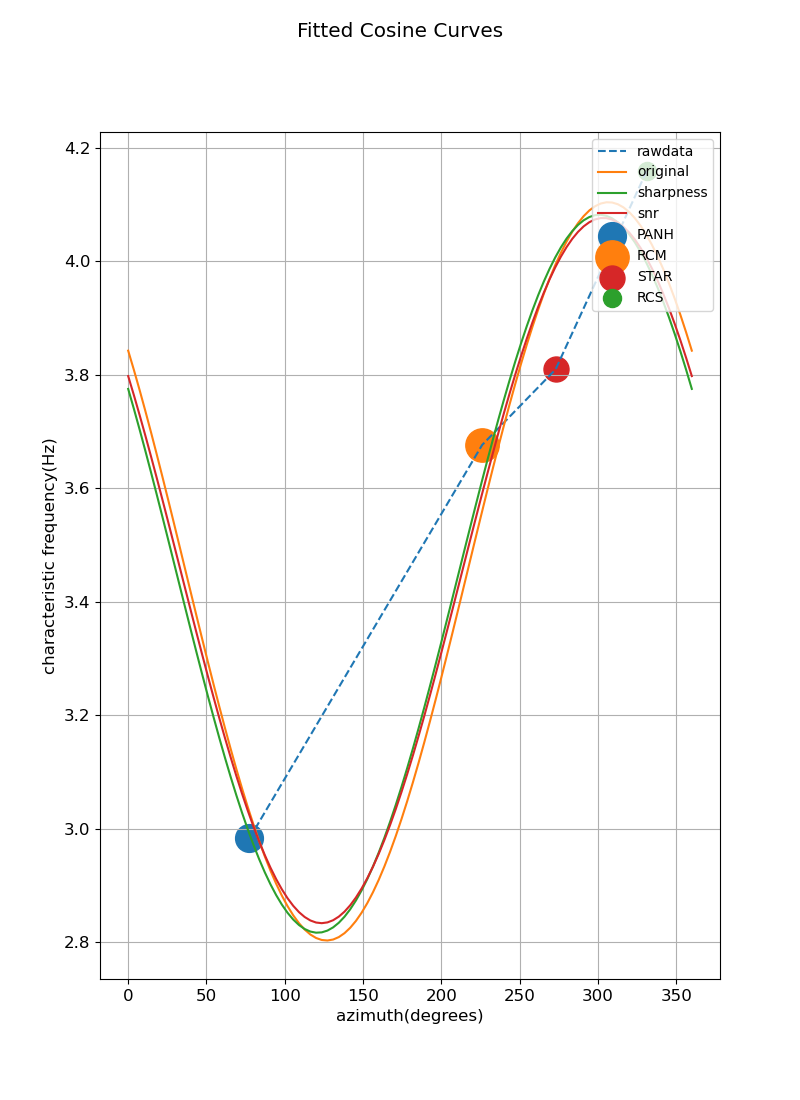 Fitted Cosine Curves
4.2
4.0
3.8
3.6
3.4
3.2
3.0
2.8
characteristic frequency(Hz)
rawdata
original
sharpness
snr
PANH
RCM
STAR
RCS
0 50 100 150 200 250 300 350
azimuth(degrees)